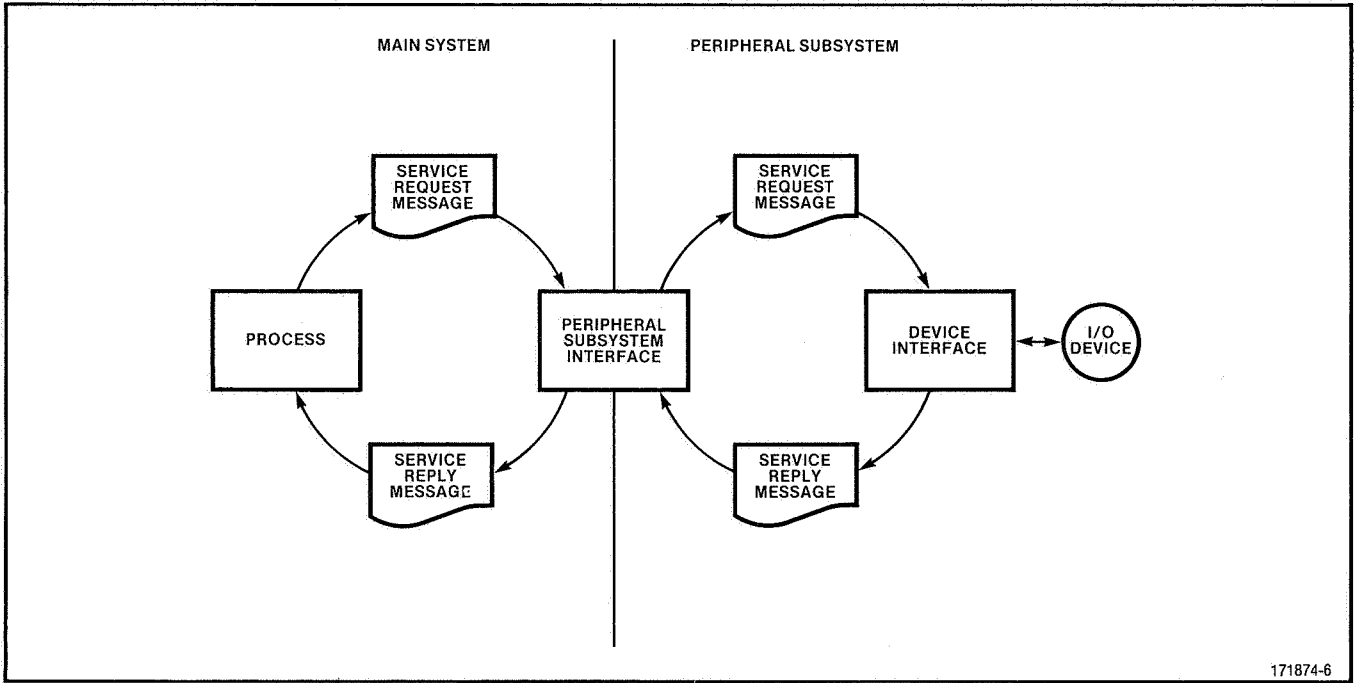 MAIN SYSTEM
PERIPHERAL SUBSYSTEM
SERVICE
REQUEST
MESSAGE
SERVICE
REQUEST
MESSAGE
PROCESS
PERIPHERAL
SUBSYSTEM
INTERFACE
DEVICE
INTERFACE
I/O
DEVICE
SERVICE
REPLY
MESSAGE
SERVICE
REPLY
MESSAGE
171874-6